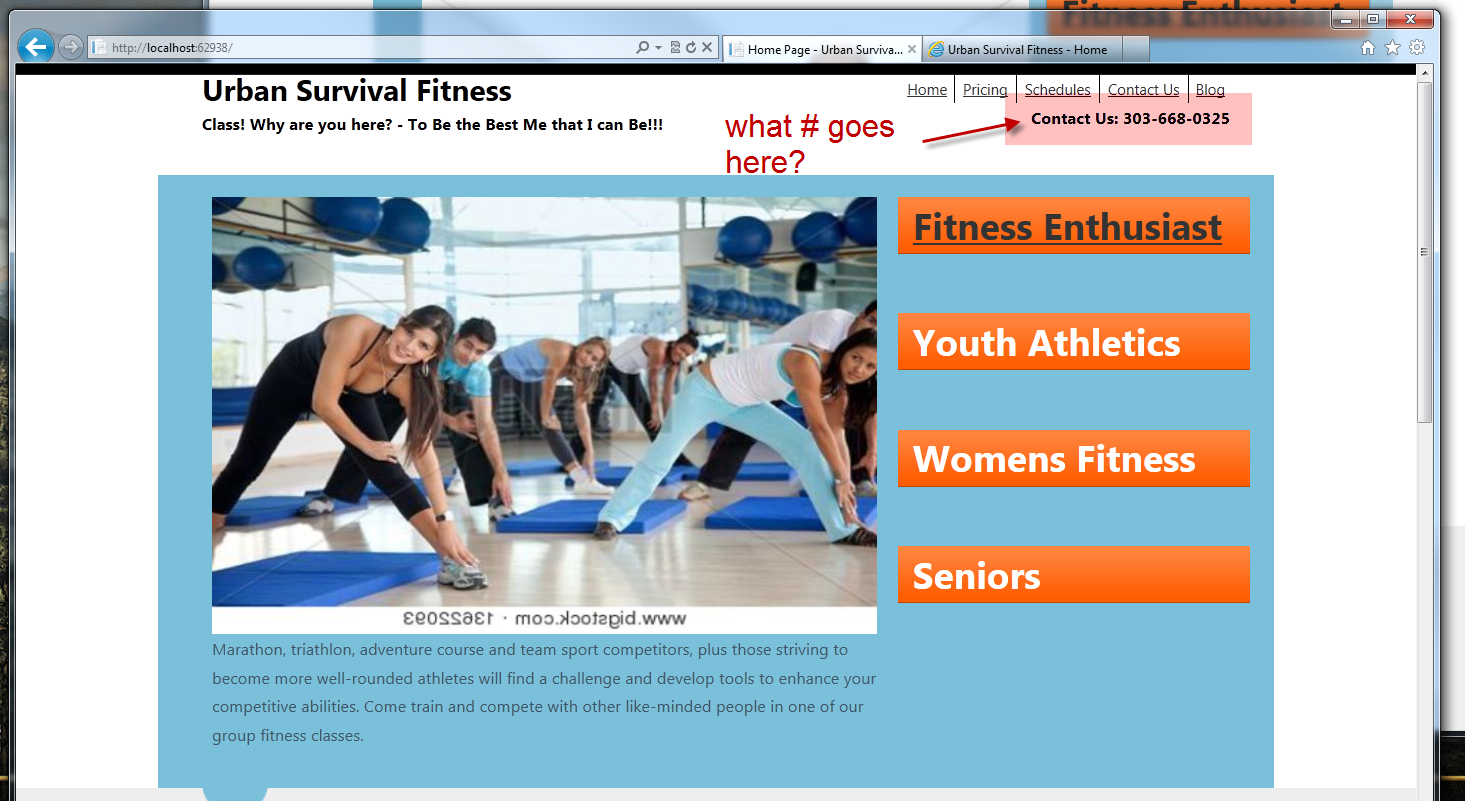 Fitness Enthusiast
http://localhost:62938/
Home Page - Urban Surviva...
Urban Survival Fitness - Home
Urban Survival Fitness
Home
Pricing
Schedules
Contact Us
Blog
Class! Why are you here? - To Be the Best Me that I can Be!!!
what # goes
here?
Contact Us: 303-668-0325
Fitness Enthusiast
Youth Athletics
Womens Fitness
Seniors
www.bigstock.com · 13622093
Marathon, triathlon, adventure course and team sport competitors, plus those striving to
become more well-rounded athletes will find a challenge and develop tools to enhance your
competitive abilities. Come train and compete with other like-minded people in one of our
group fitness classes.